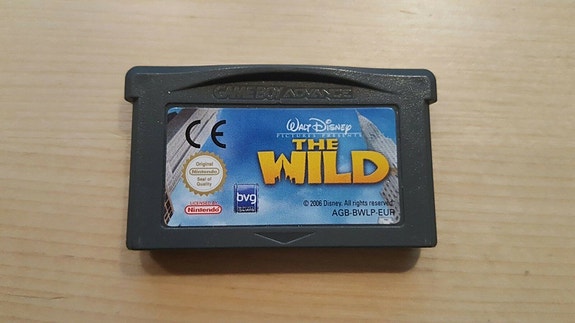 GAME BOY ADVANCE
CE
WALT DISNEY
PICTURES PRESENTS
THE
WILD
Original
Nintendo
Seal of
Quality
LICENSED BY
Nintendo
bvg
© 2006 Disney. All rights reserved.
AGB-BWLP-EUR